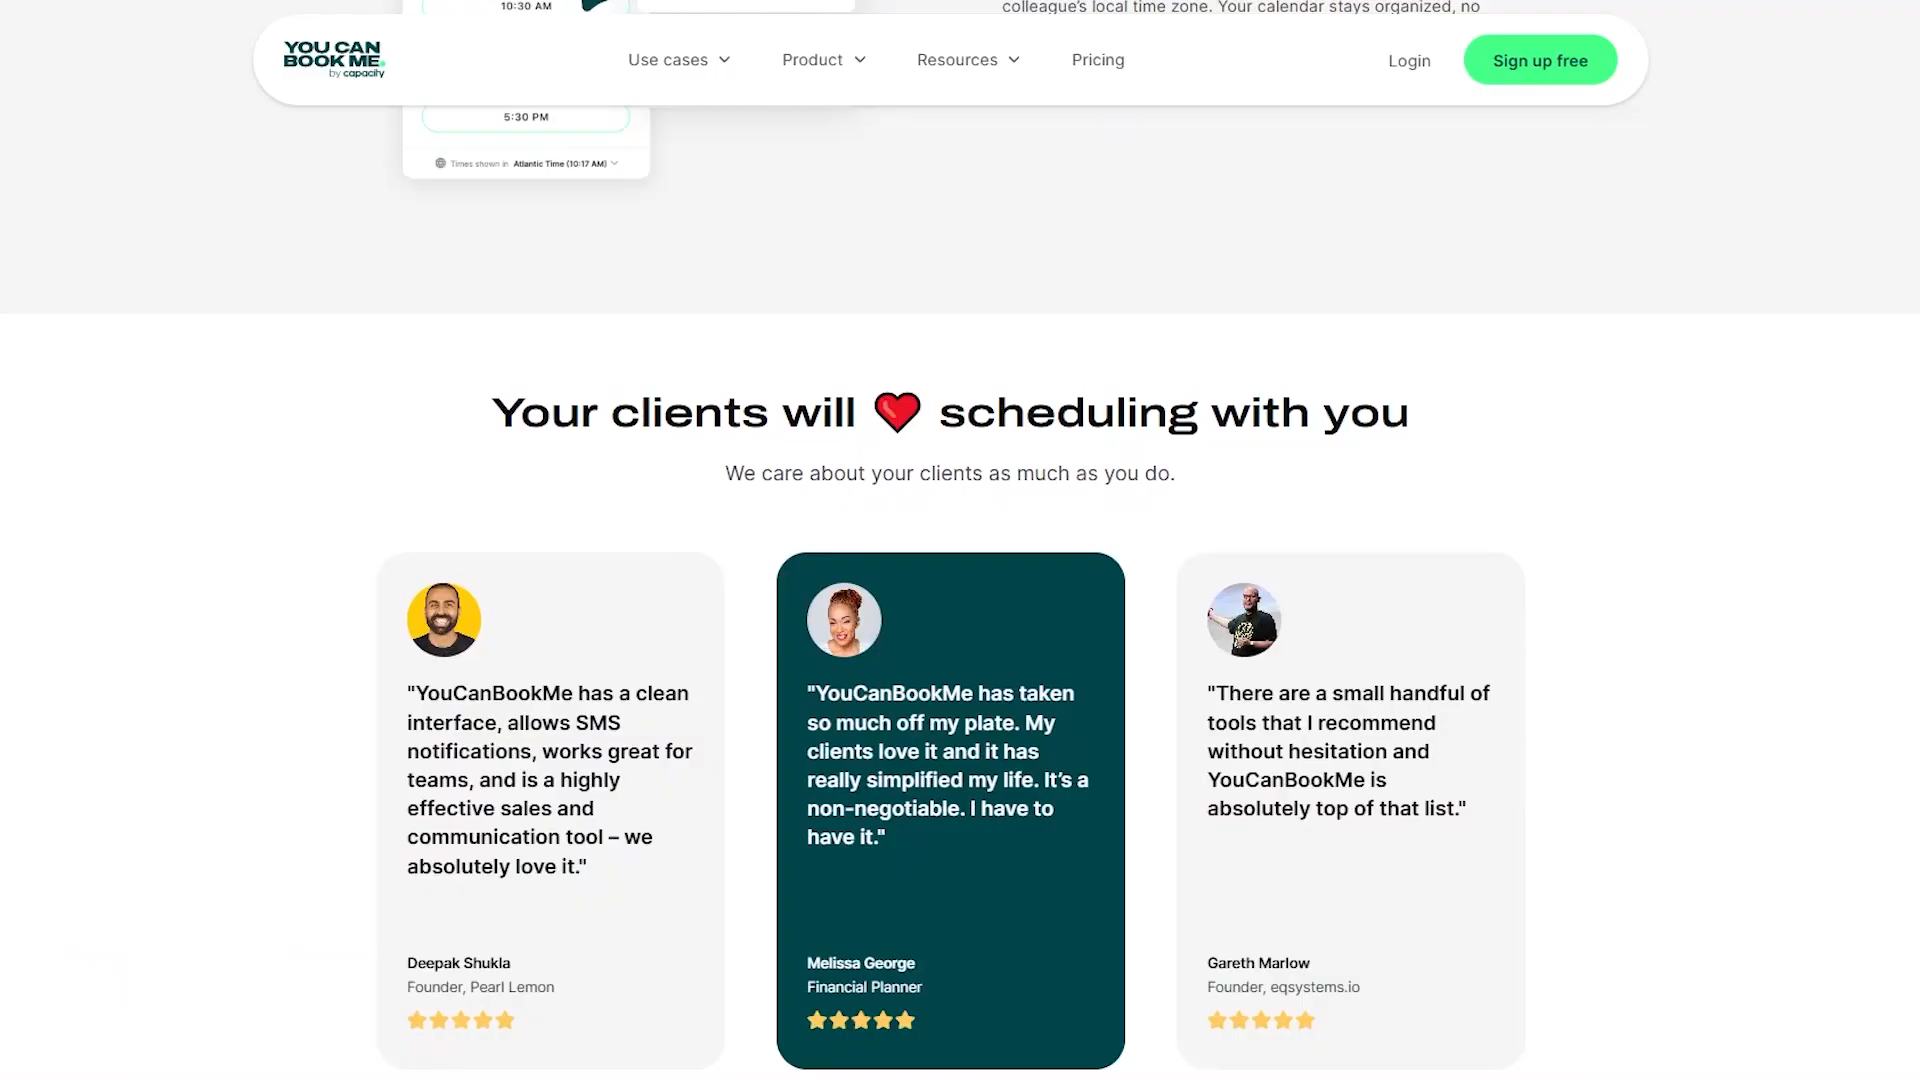 10:30 AM
colleague's local time zone. Your calendar stays organized, no
YOU CAN
BOOK ME.
by capacity
Use cases
Product
Resources
Pricing
Login
Sign up free
5:30 PM
Times shown in Atlantic Time (10:17 AM)
Your clients will ❤️ scheduling with you
We care about your clients as much as you do.
"YouCanBookMe has a clean
interface, allows SMS
notifications, works great for
teams, and is a highly
effective sales and
communication tool – we
absolutely love it."
Deepak Shukla
Founder, Pearl Lemon
"YouCanBookMe has taken
so much off my plate. My
clients love it and it has
really simplified my life. It's a
non-negotiable. I have to
have it."
Melissa George
Financial Planner
"There are a small handful of
tools that I recommend
without hesitation and
YouCanBookMe is
absolutely top of that list."
Gareth Marlow
Founder, eqsystems.io